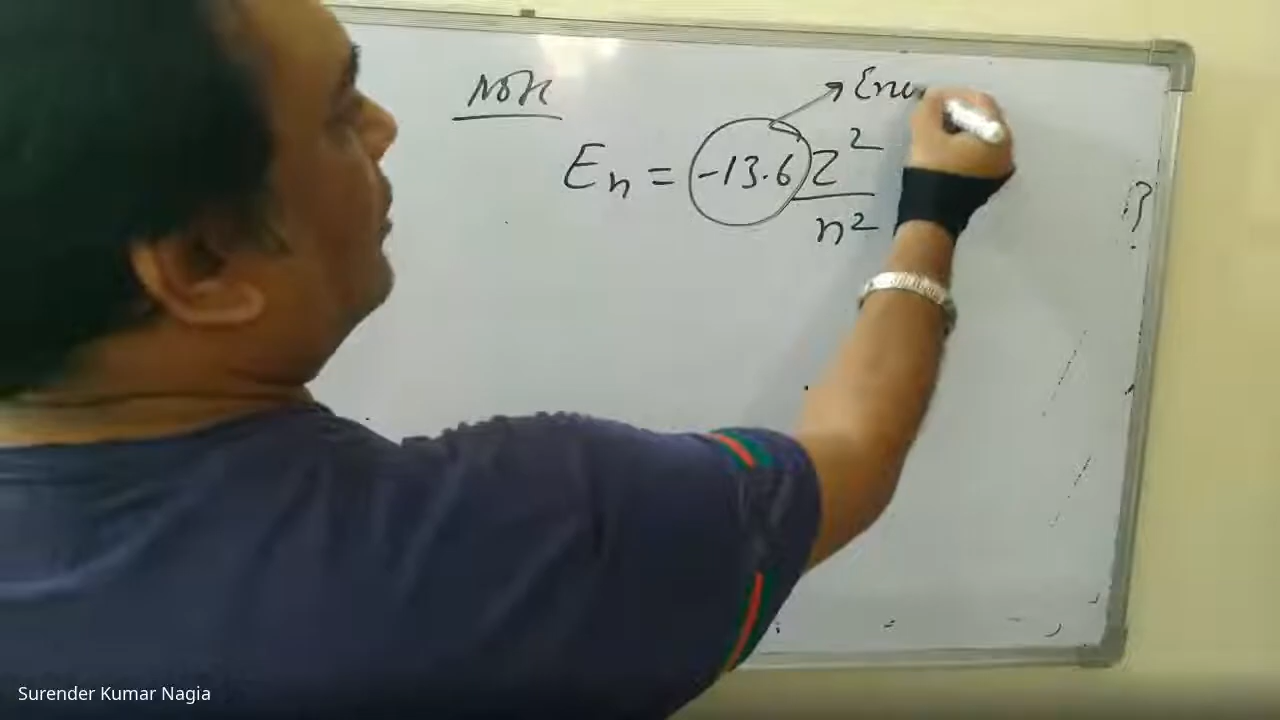 Note
→ Ene
En = -13.6 Z²
n²
?
Surender Kumar Nagia